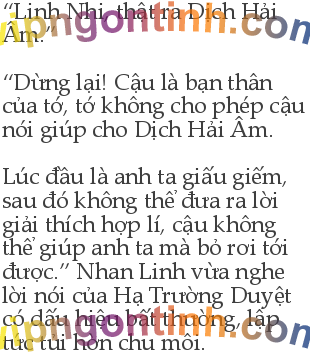 “Linh Nhi, thật ra Dịch Hải
Âm.”
“Dừng lại! Cậu là bạn thân
của tớ, tớ không cho phép cậu
nói giúp cho Dịch Hải Âm.
Lúc đầu là anh ta giấu giếm,
sau đó không thể đưa ra lời
giải thích hợp lí, cậu không
thể giúp anh ta mà bỏ rơi tới
được.” Nhan Linh vừa nghe
lời nói của Hạ Trường Duyệt
có dấu hiệu bất thường, lập
tức tủi hờn chu môi.
vipngontinh.com
vipngontinh.com